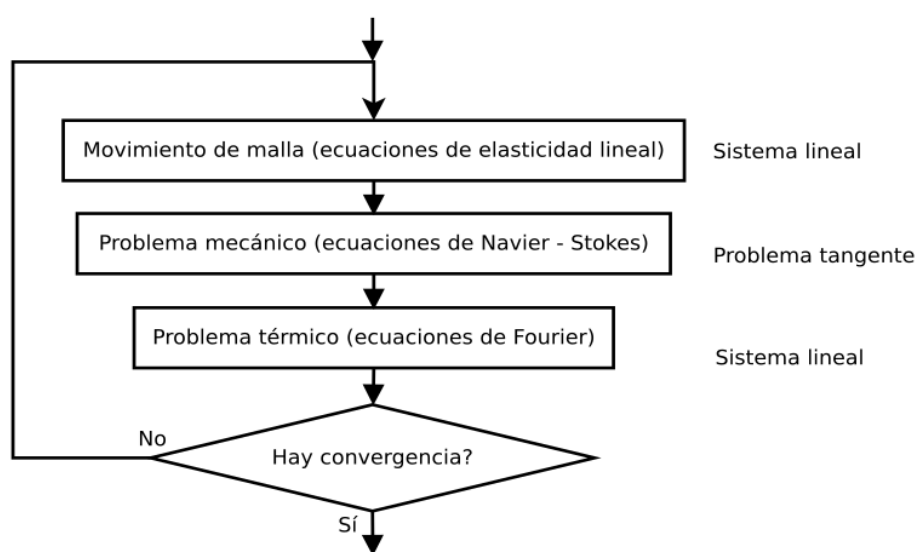 Movimiento de malla (ecuaciones de elasticidad lineal)
Sistema lineal
Problema mecánico (ecuaciones de Navier - Stokes)
Problema tangente
Problema térmico (ecuaciones de Fourier)
Sistema lineal
No
Hay convergencia?
Sí